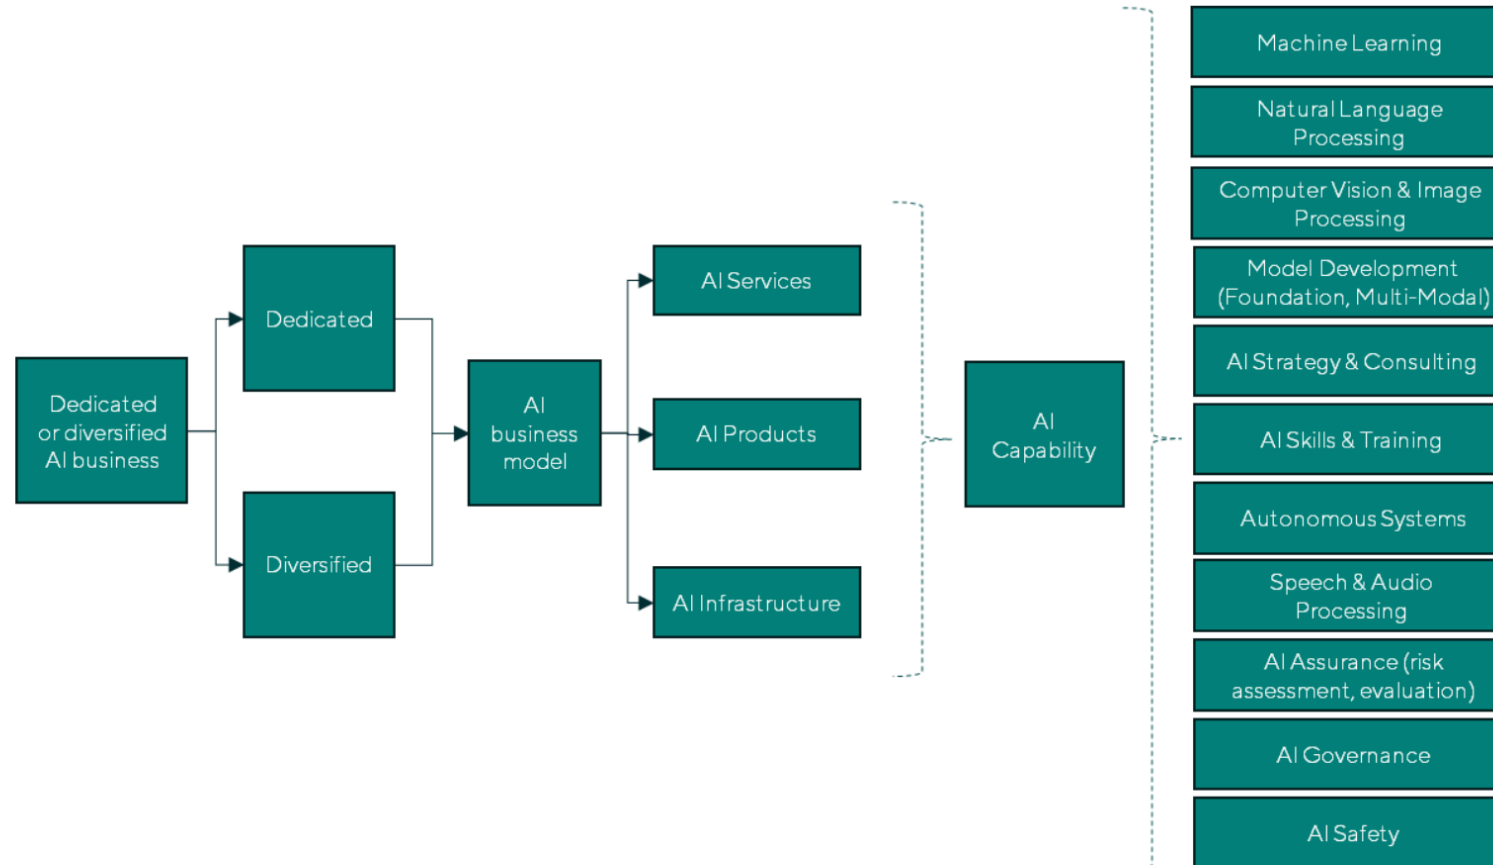 Dedicated
or diversified
AI business
Dedicated
Diversified
AI
business
model
AI Services
AI Products
AI Infrastructure
AI
Capability
Machine Learning
Natural Language
Processing
Computer Vision & Image
Processing
Model Development
(Foundation, Multi-Modal)
AI Strategy & Consulting
AI Skills & Training
Autonomous Systems
Speech & Audio
Processing
AI Assurance (risk
assessment, evaluation)
AI Governance
AI Safety